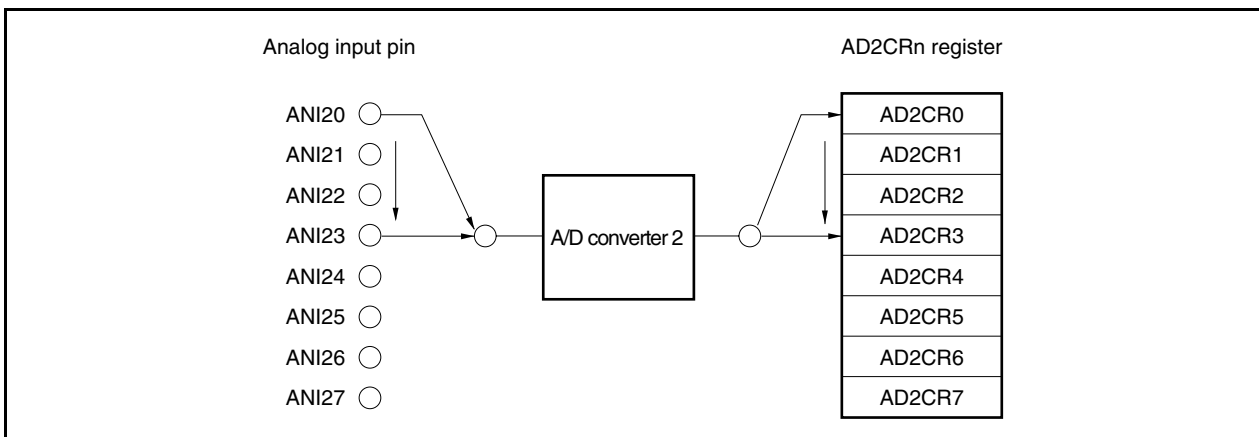 Analog input pin
AD2CRn register
ANI20
AD2CR0
ANI21
AD2CR1
ANI22
AD2CR2
ANI23
A/D converter 2
AD2CR3
ANI24
AD2CR4
ANI25
AD2CR5
ANI26
AD2CR6
ANI27
AD2CR7